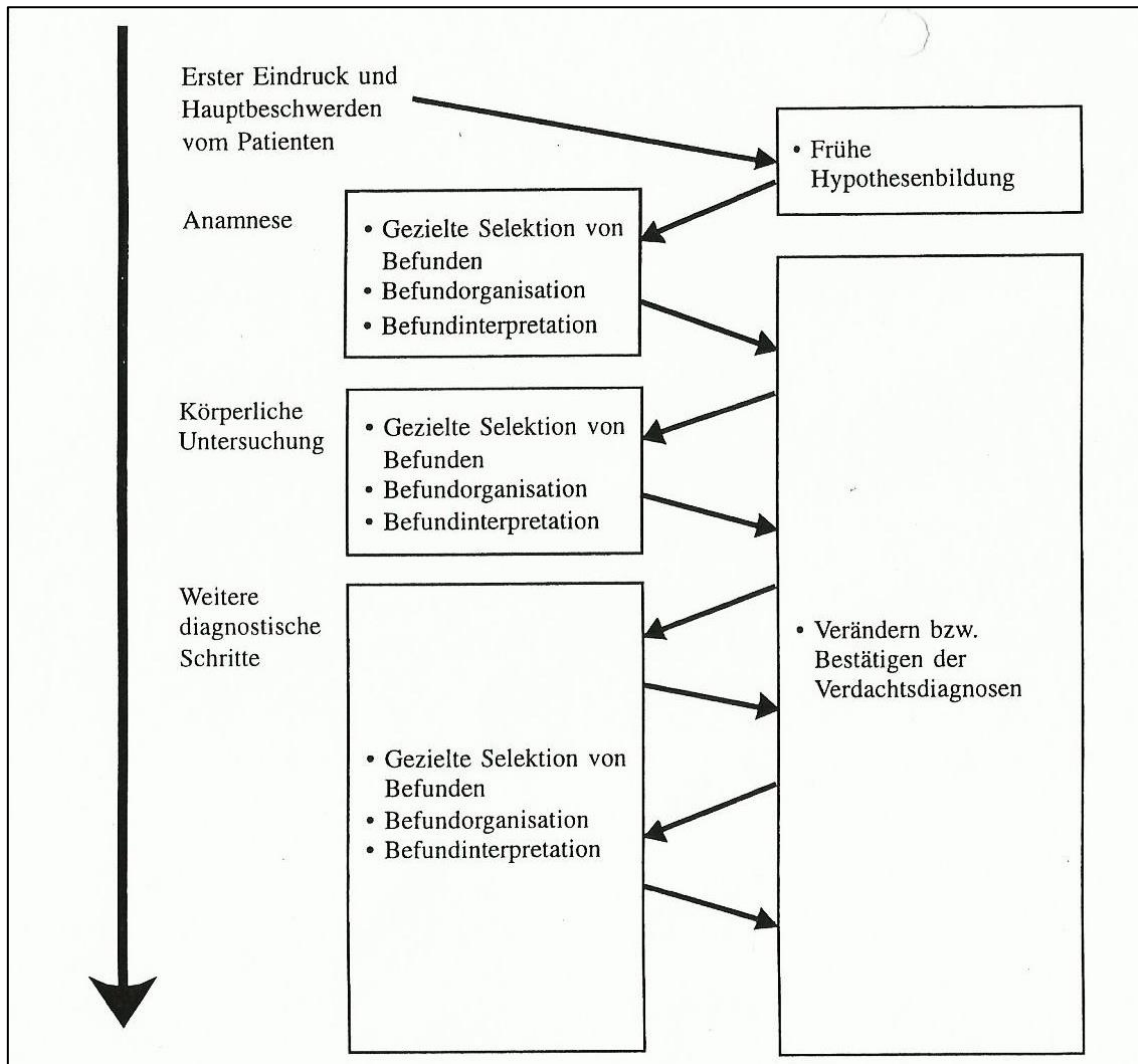 Erster Eindruck und
Hauptbeschwerden
vom Patienten
• Frühe
Hypothesenbildung
Anamnese
• Gezielte Selektion von
Befunden
• Befundorganisation
• Befundinterpretation
Körperliche
Untersuchung
• Gezielte Selektion von
Befunden
• Befundorganisation
• Befundinterpretation
Weitere
diagnostische
Schritte
• Verändern bzw.
Bestätigen der
Verdachtsdiagnosen
• Gezielte Selektion von
Befunden
• Befundorganisation
• Befundinterpretation